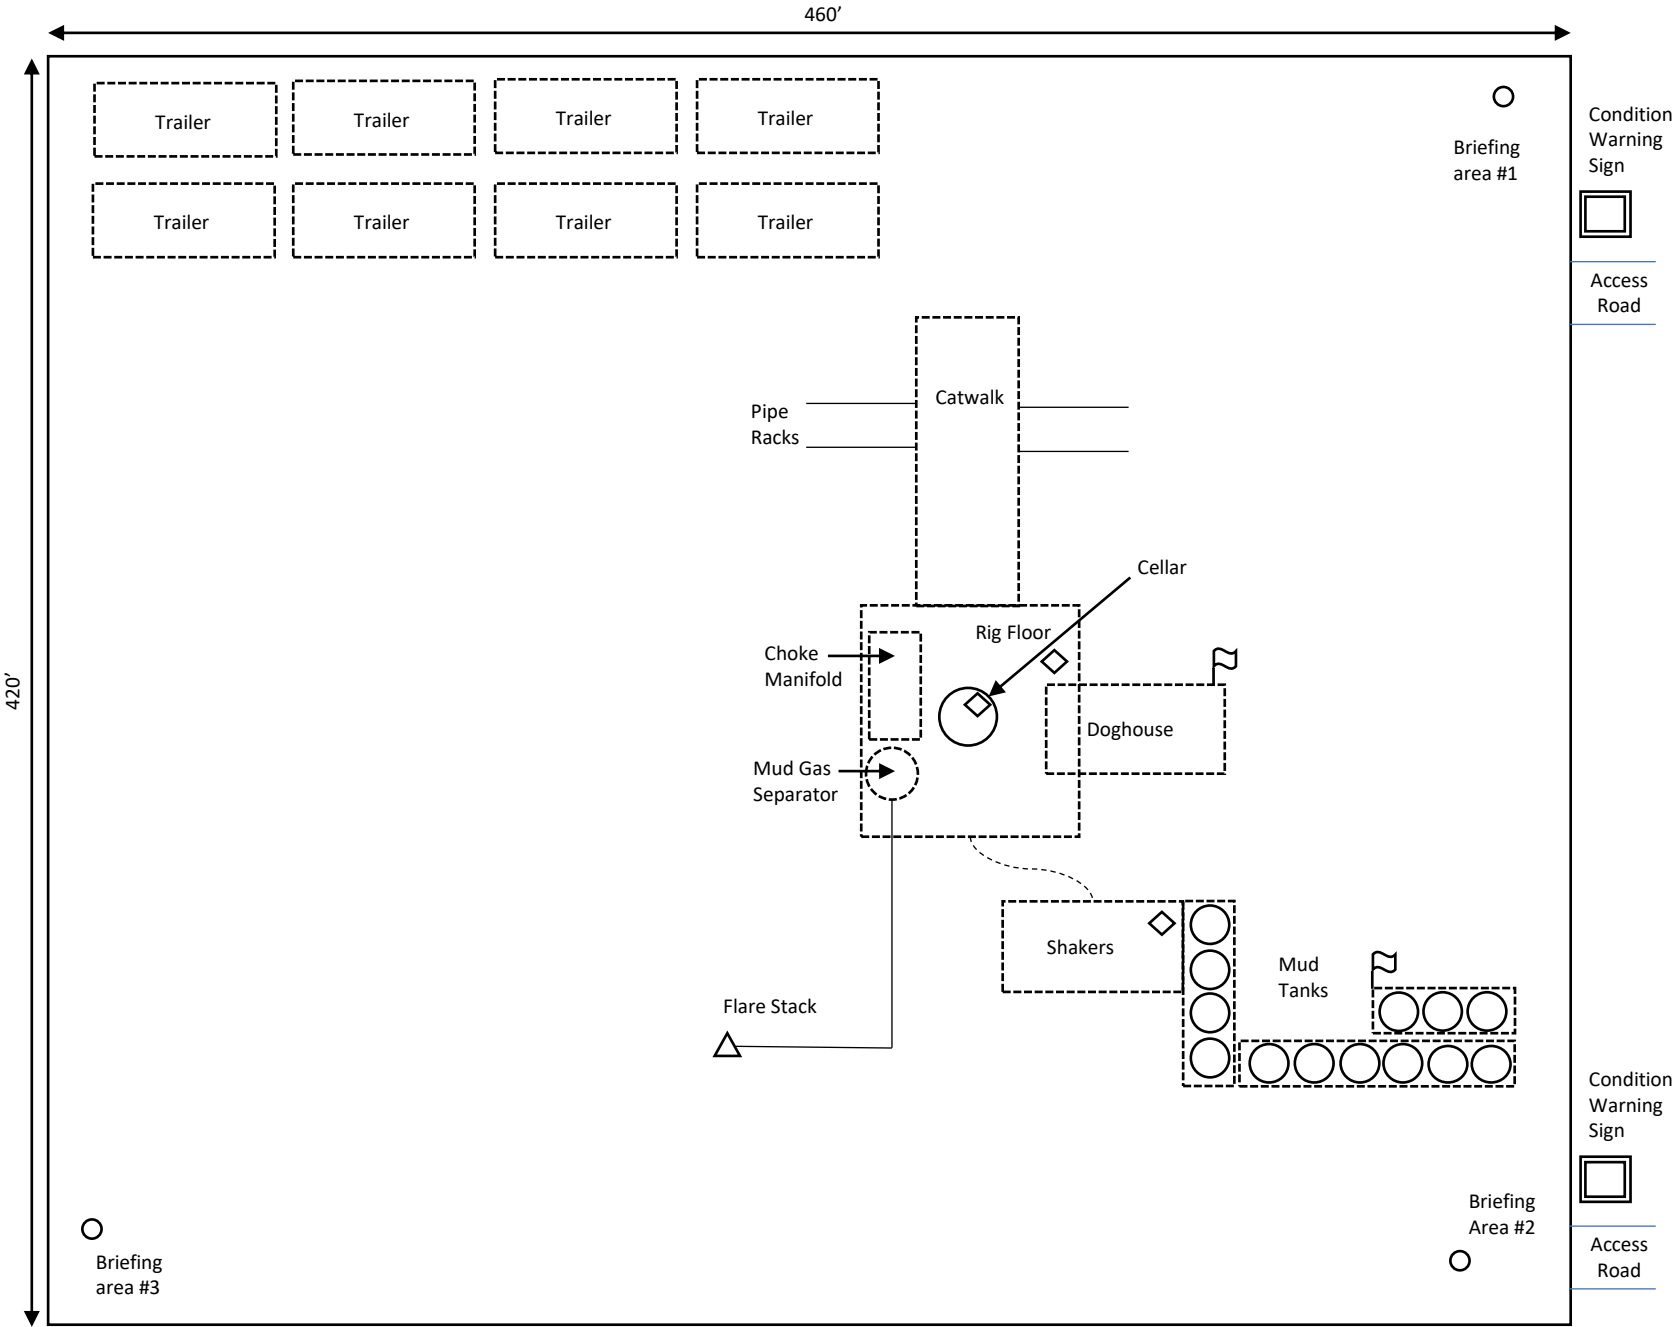 460’
Trailer
Trailer
Trailer
Trailer
Condition
Warning
Sign
Briefing
area #1
Trailer
Trailer
Trailer
Trailer
Access
Road
Catwalk
Pipe
Racks
Cellar
Rig Floor
Choke
Manifold
420’
Doghouse
Mud Gas
Separator
Shakers
Mud
Tanks
Flare Stack
Condition
Warning
Sign
Briefing
Area #2
Access
Road
Briefing
area #3